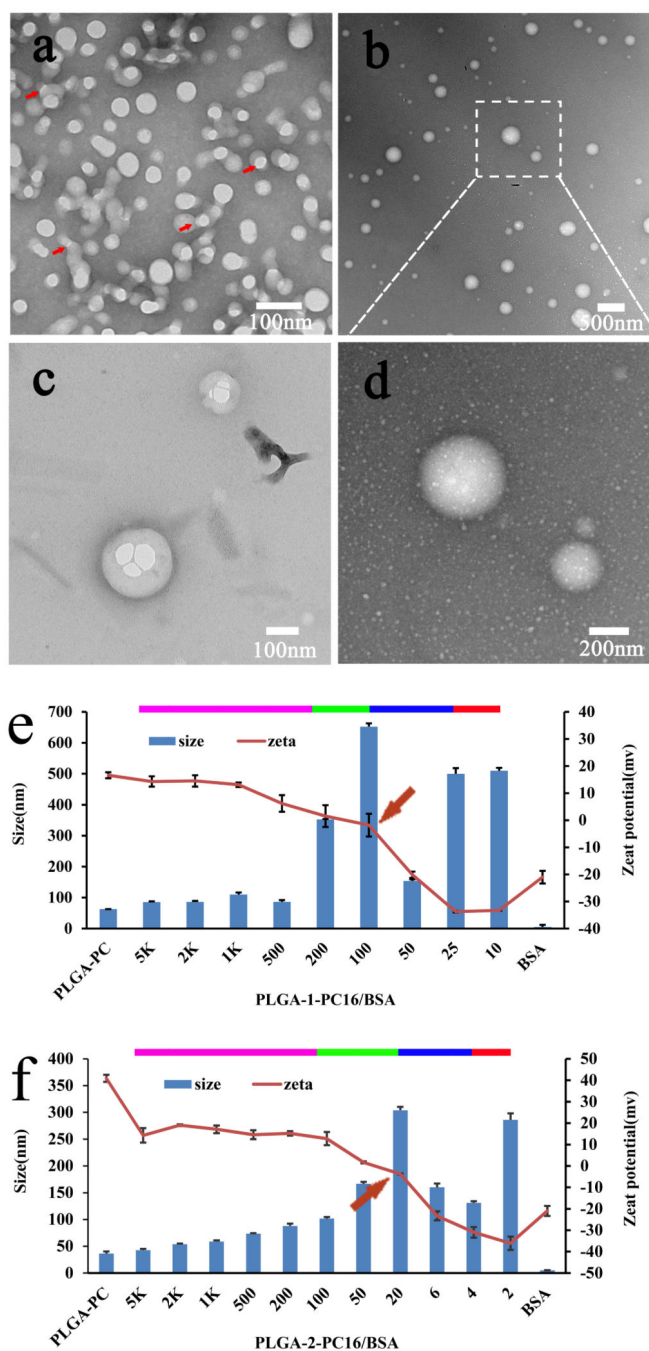 a
b
100nm
500nm
c
d
100nm
200nm
e
700
600
500
400
300
200
100
0
Size(nm)
size
zeta
40
30
20
10
0
-10
-20
-30
-40
Zeat potential(mv)
PLGA-PC
5K
2K
1K
500
200
100
50
25
10
BSA
PLGA-1-PC16/BSA
f
400
350
300
250
200
150
100
50
0
Size(nm)
size
zeta
50
40
30
20
10
0
-10
-20
-30
-40
-50
Zeat potential(mv)
PLGA-PC
5K
2K
1K
500
200
100
50
20
6
4
2
BSA
PLGA-2-PC16/BSA